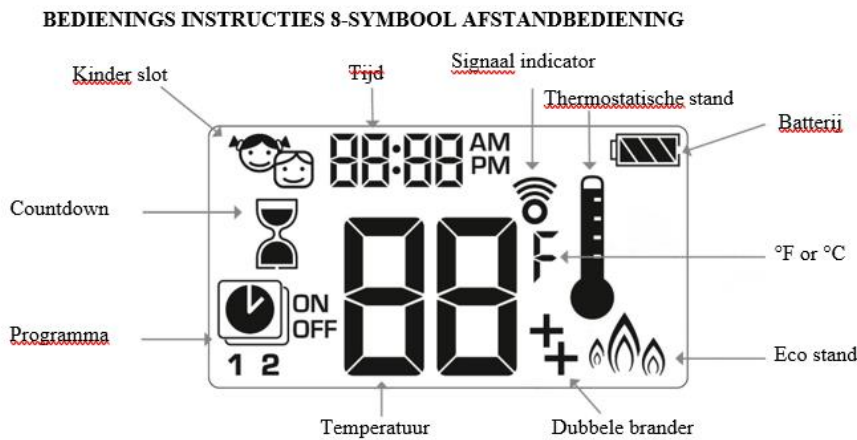 BEDIENINGS INSTRUCTIES 8-SYMBOOL AFSTANDBEDIENING
Kinder slot
Tijd
Signaal indicator
Thermostatische stand
Batterij
88:88 AM
PM
Countdown
88
F
°F or °C
ON
OFF
Programma
1 2
Eco stand
Temperatuur
Dubbele brander